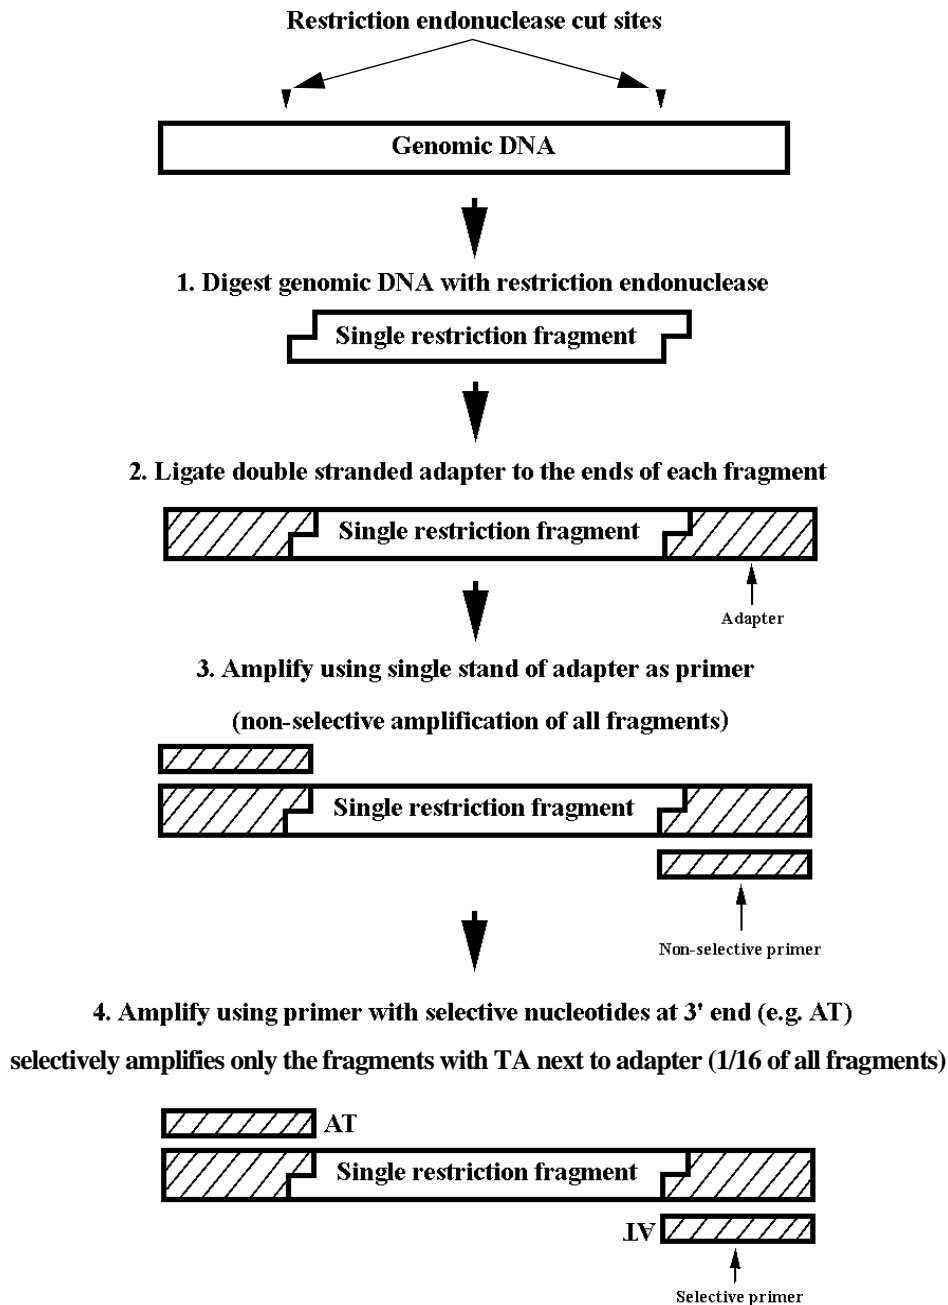 Restriction endonuclease cut sites
Genomic DNA
1. Digest genomic DNA with restriction endonuclease
Single restriction fragment
2. Ligate double stranded adapter to the ends of each fragment
Single restriction fragment
Adapter
3. Amplify using single stand of adapter as primer
(non-selective amplification of all fragments)
Single restriction fragment
Non-selective primer
4. Amplify using primer with selective nucleotides at 3' end (e.g. AT)
selectively amplifies only the fragments with TA next to adapter (1/16 of all fragments)
AT
Single restriction fragment
AT
Selective primer